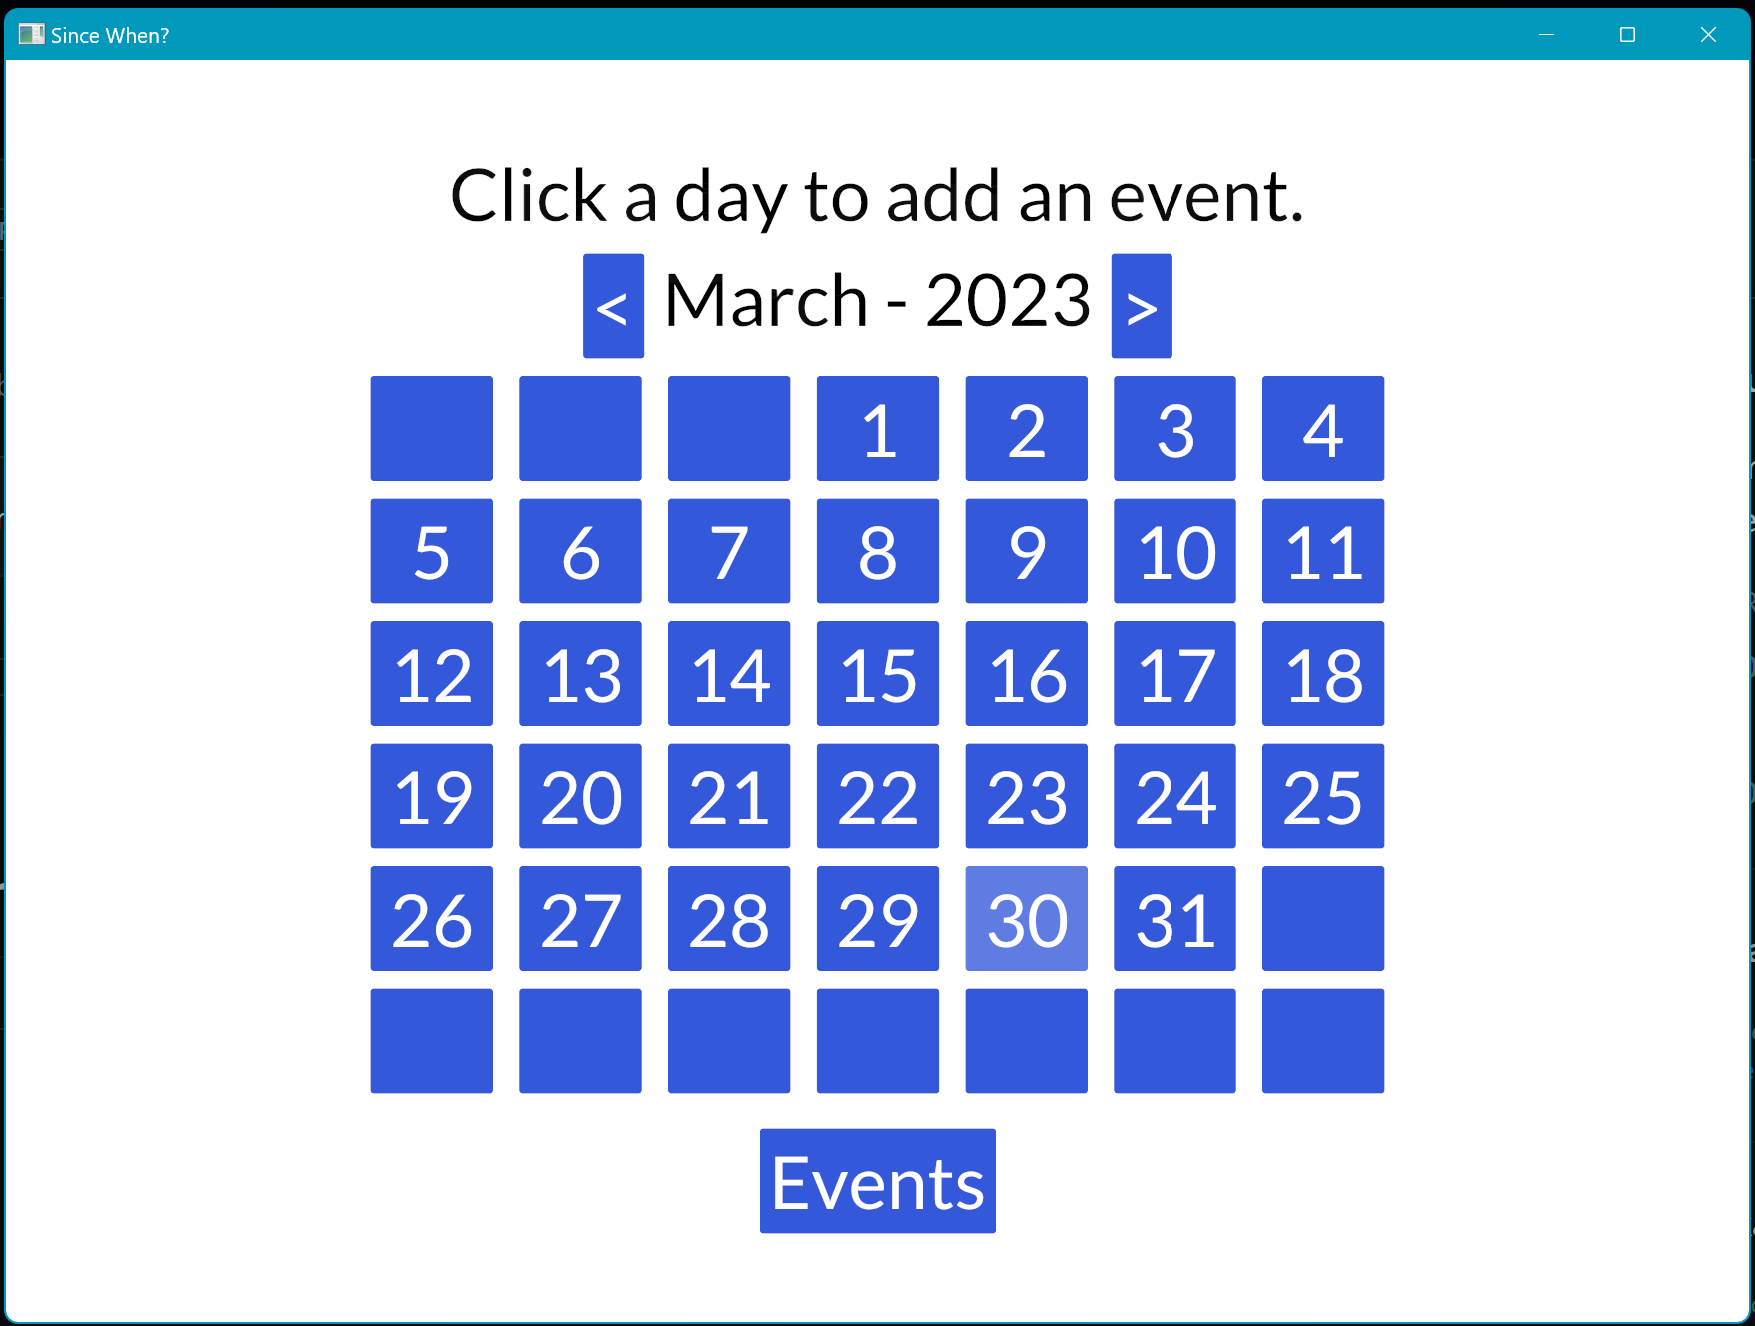 Since When?
Click a day to add an event.
< March - 2023 >
1 2 3 4
5 6 7 8 9 10 11
12 13 14 15 16 17 18
19 20 21 22 23 24 25
26 27 28 29 30 31
Events